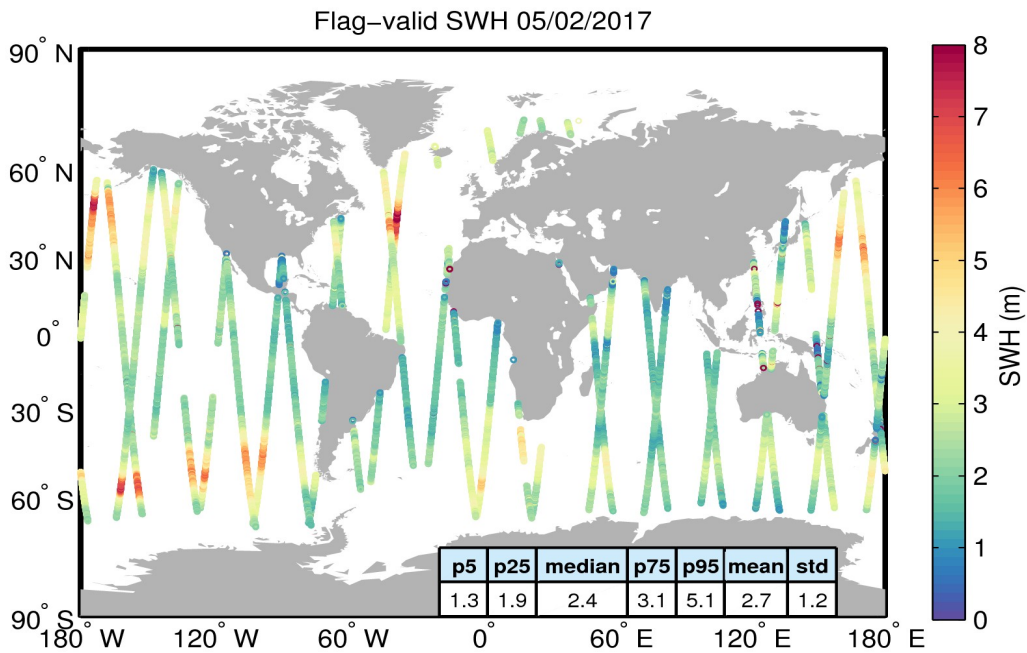 Flag−valid SWH 05/02/2017
90° N
60° N
30° N
0°
30° S
60° S
90° S
180° W
120° W
60° W
0°
60° E
120° E
180° E
p5 p25 median p75 p95 mean std
1.3 1.9 2.4 3.1 5.1 2.7 1.2
8
7
6
5
4
3
2
1
0
SWH (m)